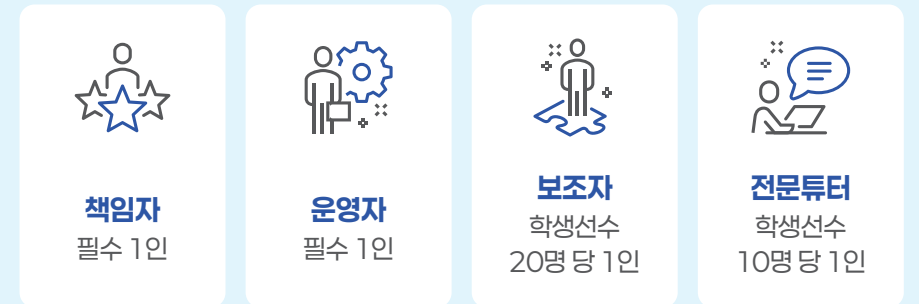 책임자
필수 1인
운영자
필수 1인
보조자
학생선수
20명 당 1인
전문튜터
학생선수
10명 당 1인